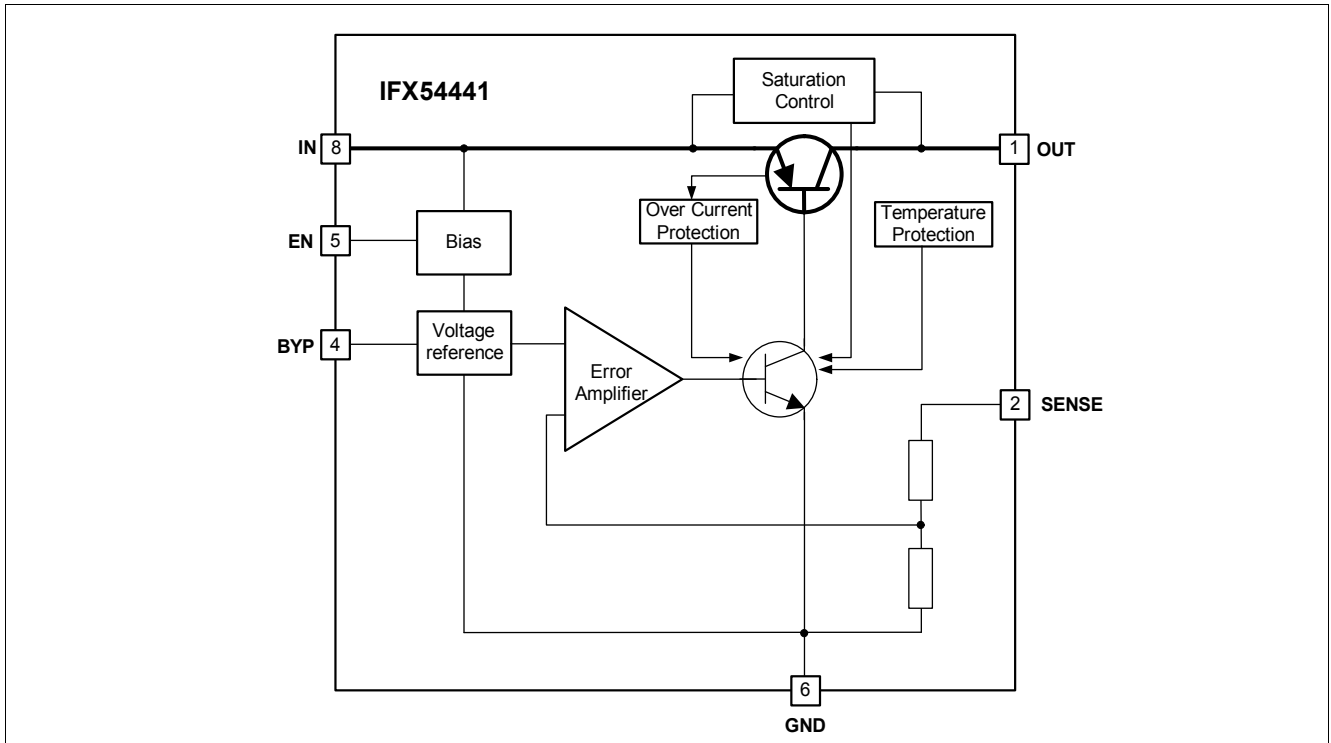 IFX54441
Saturation
Control
IN 8
1 OUT
Over Current
Protection
Temperature
Protection
EN 5
Bias
BYP 4
Voltage
reference
Error
Amplifier
2 SENSE
6
GND